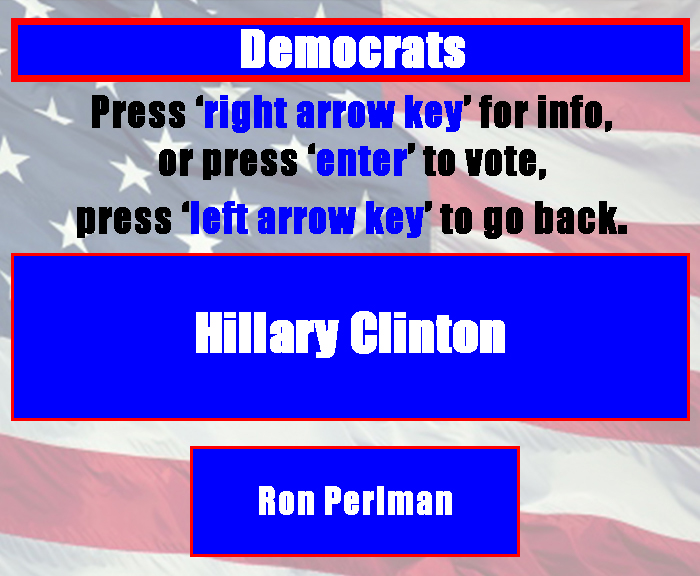 Democrats
Press ‘right arrow key’ for info,
or press ‘enter’ to vote,
press ‘left arrow key’ to go back.
Hillary Clinton
Ron Perlman